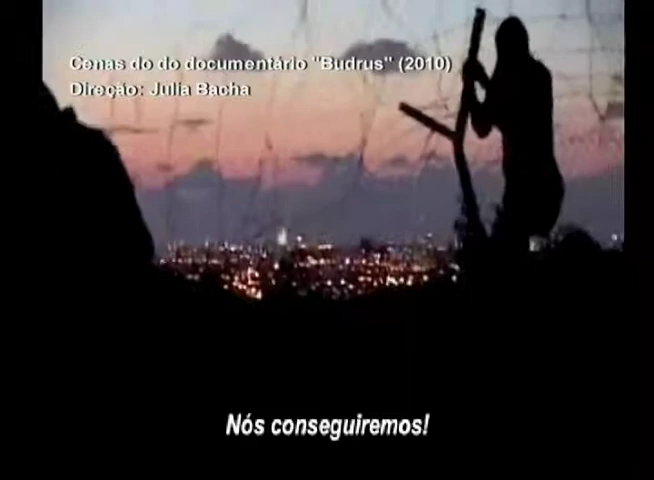 Cenas do do documentário "Budrus" (2010)
Direção: Julia Bacha
Nós conseguiremos!